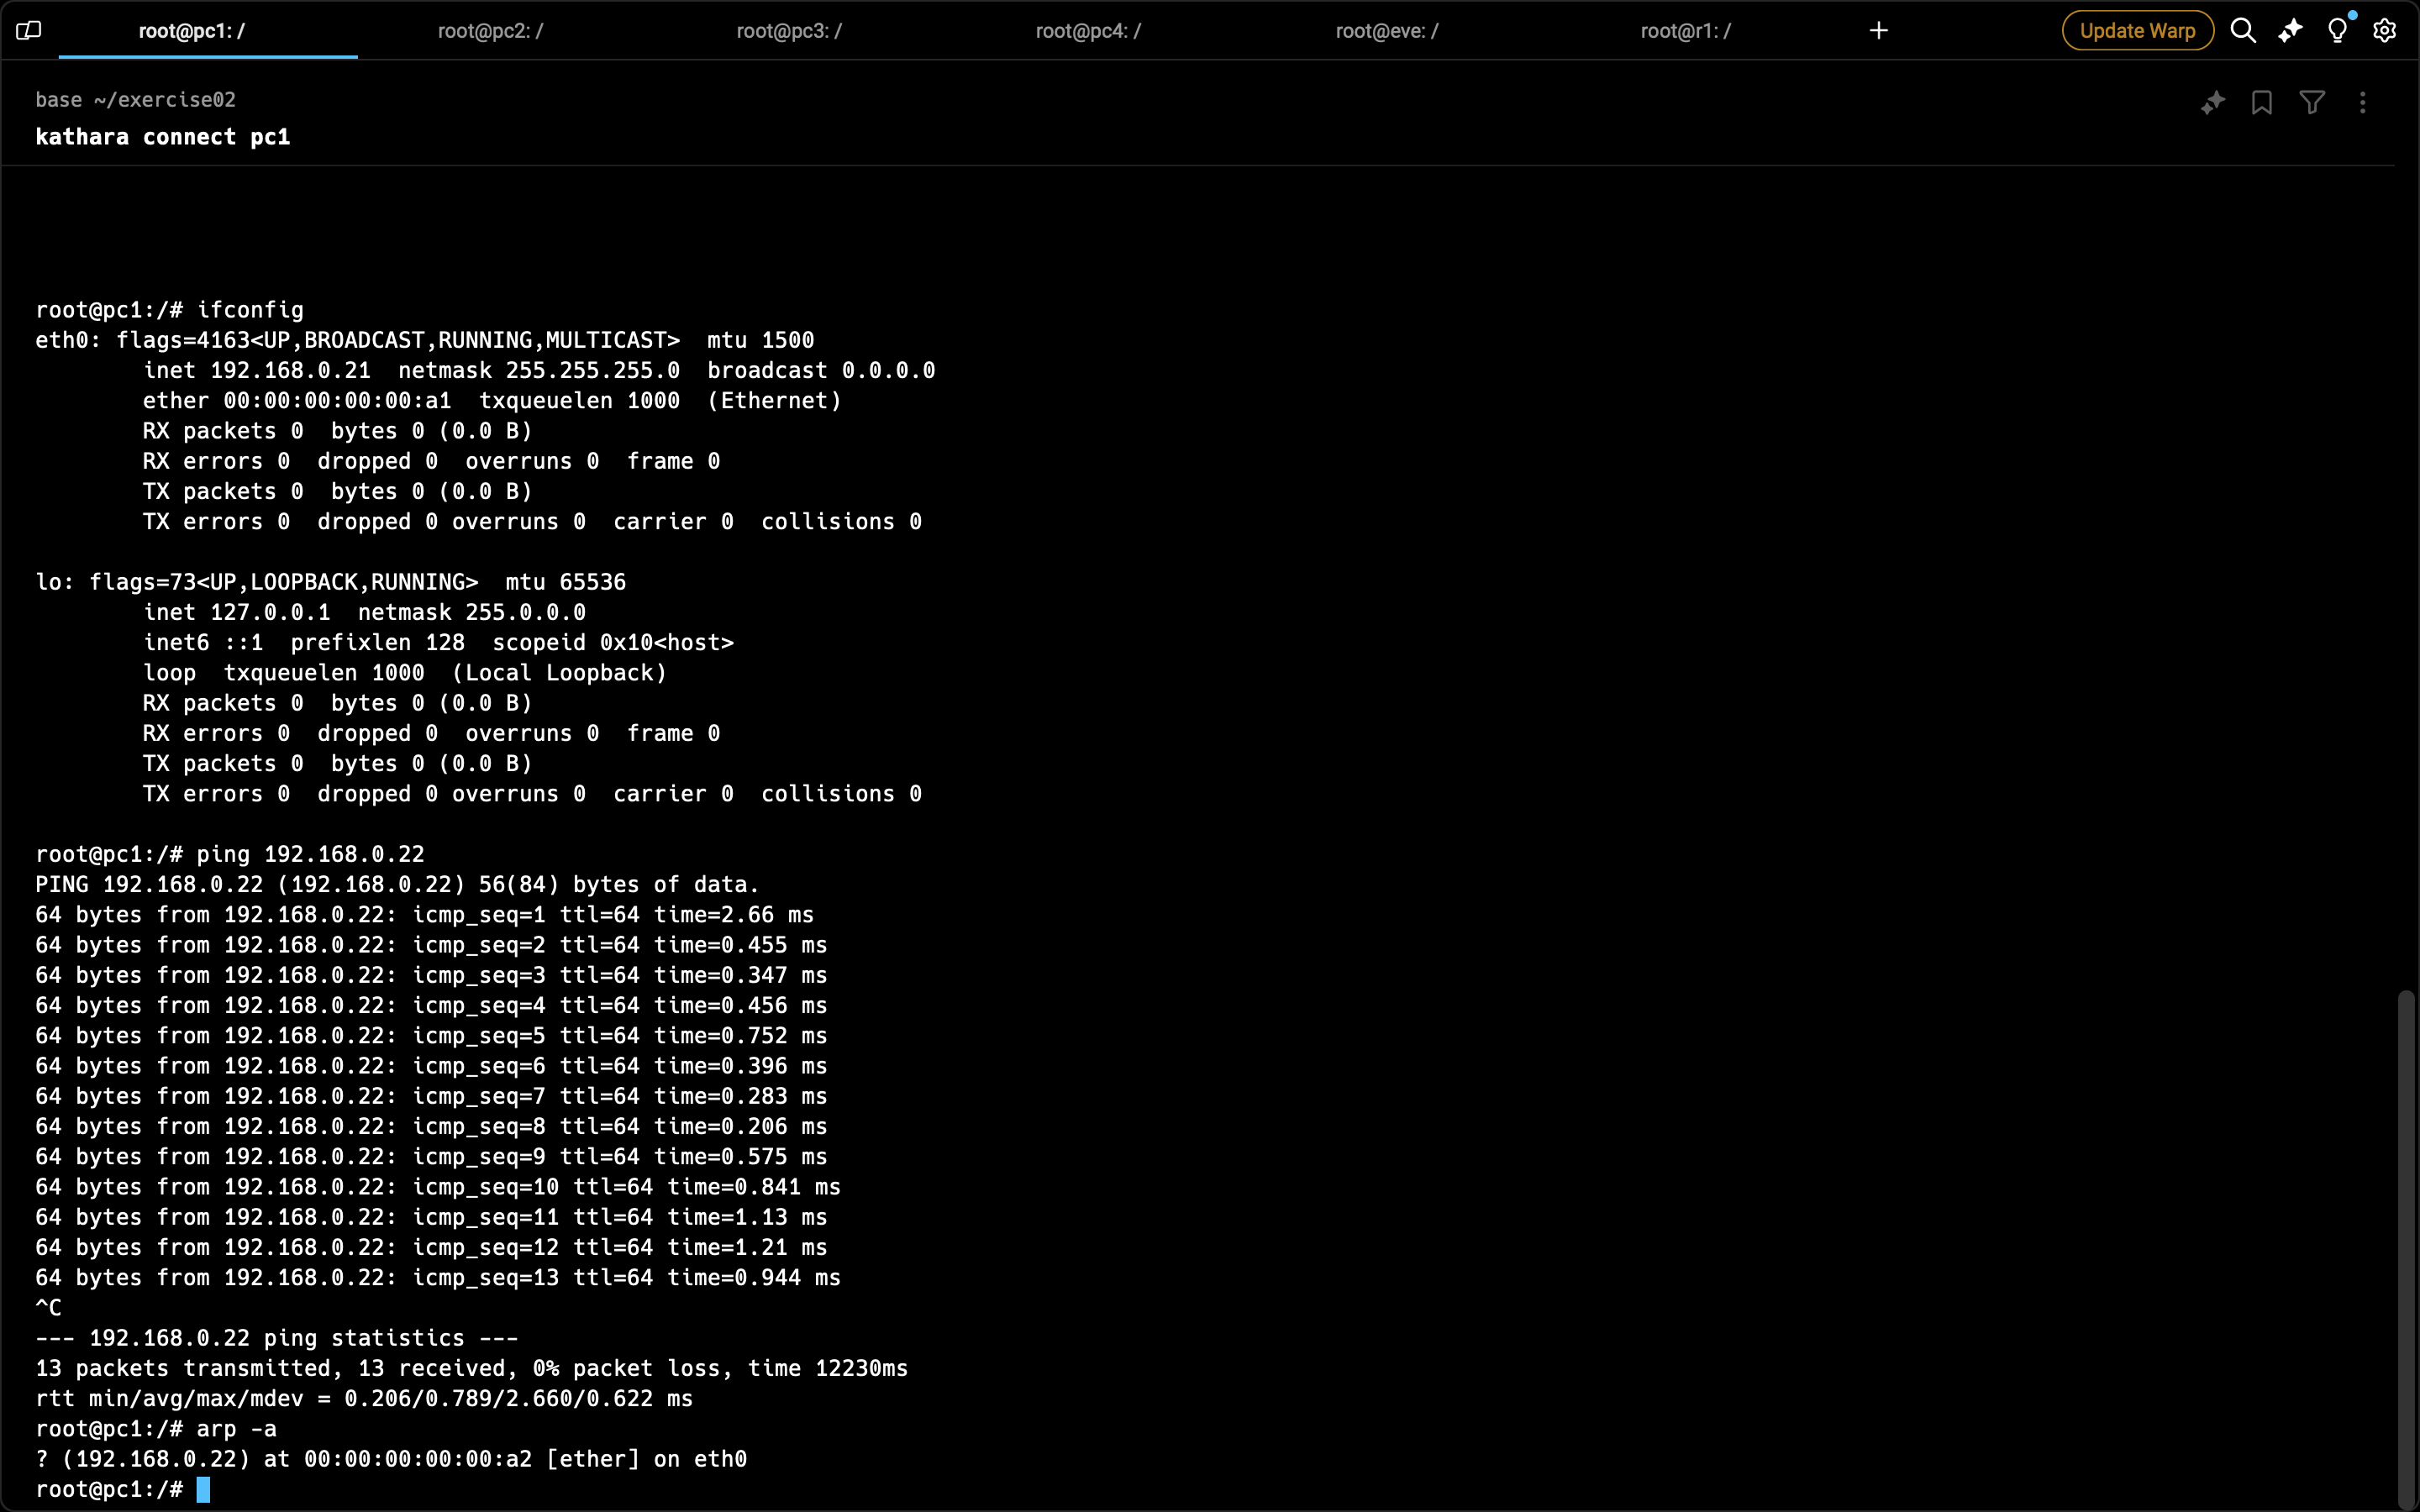 root@pc1: /
root@pc2: /
root@pc3: /
root@pc4: /
root@eve: /
root@r1: /
+
Update Warp
base ~/exercise02
kathara connect pc1
root@pc1:/# ifconfig
eth0: flags=4163<UP,BROADCAST,RUNNING,MULTICAST>  mtu 1500
        inet 192.168.0.21  netmask 255.255.255.0  broadcast 0.0.0.0
        ether 00:00:00:00:00:a1  txqueuelen 1000  (Ethernet)
        RX packets 0  bytes 0 (0.0 B)
        RX errors 0  dropped 0  overruns 0  frame 0
        TX packets 0  bytes 0 (0.0 B)
        TX errors 0  dropped 0 overruns 0  carrier 0  collisions 0
lo: flags=73<UP,LOOPBACK,RUNNING>  mtu 65536
        inet 127.0.0.1  netmask 255.0.0.0
        inet6 ::1  prefixlen 128  scopeid 0x10<host>
        loop  txqueuelen 1000  (Local Loopback)
        RX packets 0  bytes 0 (0.0 B)
        RX errors 0  dropped 0  overruns 0  frame 0
        TX packets 0  bytes 0 (0.0 B)
        TX errors 0  dropped 0 overruns 0  carrier 0  collisions 0
root@pc1:/# ping 192.168.0.22
PING 192.168.0.22 (192.168.0.22) 56(84) bytes of data.
64 bytes from 192.168.0.22: icmp_seq=1 ttl=64 time=2.66 ms
64 bytes from 192.168.0.22: icmp_seq=2 ttl=64 time=0.455 ms
64 bytes from 192.168.0.22: icmp_seq=3 ttl=64 time=0.347 ms
64 bytes from 192.168.0.22: icmp_seq=4 ttl=64 time=0.456 ms
64 bytes from 192.168.0.22: icmp_seq=5 ttl=64 time=0.752 ms
64 bytes from 192.168.0.22: icmp_seq=6 ttl=64 time=0.396 ms
64 bytes from 192.168.0.22: icmp_seq=7 ttl=64 time=0.283 ms
64 bytes from 192.168.0.22: icmp_seq=8 ttl=64 time=0.206 ms
64 bytes from 192.168.0.22: icmp_seq=9 ttl=64 time=0.575 ms
64 bytes from 192.168.0.22: icmp_seq=10 ttl=64 time=0.841 ms
64 bytes from 192.168.0.22: icmp_seq=11 ttl=64 time=1.13 ms
64 bytes from 192.168.0.22: icmp_seq=12 ttl=64 time=1.21 ms
64 bytes from 192.168.0.22: icmp_seq=13 ttl=64 time=0.944 ms
^C
--- 192.168.0.22 ping statistics ---
13 packets transmitted, 13 received, 0% packet loss, time 12230ms
rtt min/avg/max/mdev = 0.206/0.789/2.660/0.622 ms
root@pc1:/# arp -a
? (192.168.0.22) at 00:00:00:00:00:a2 [ether] on eth0
root@pc1:/#